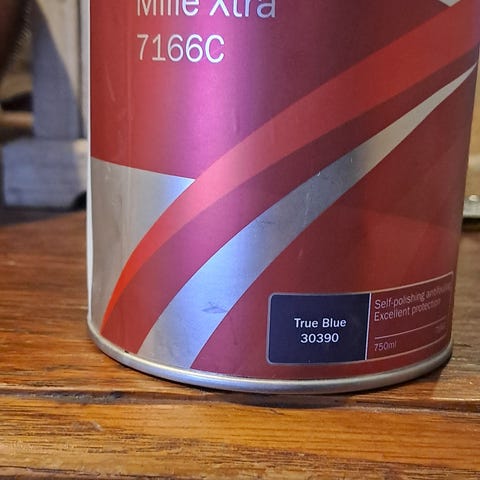 Mille Xtra
7166C
True Blue
30390
Self-polishing antifouling
Excellent protection
750ml